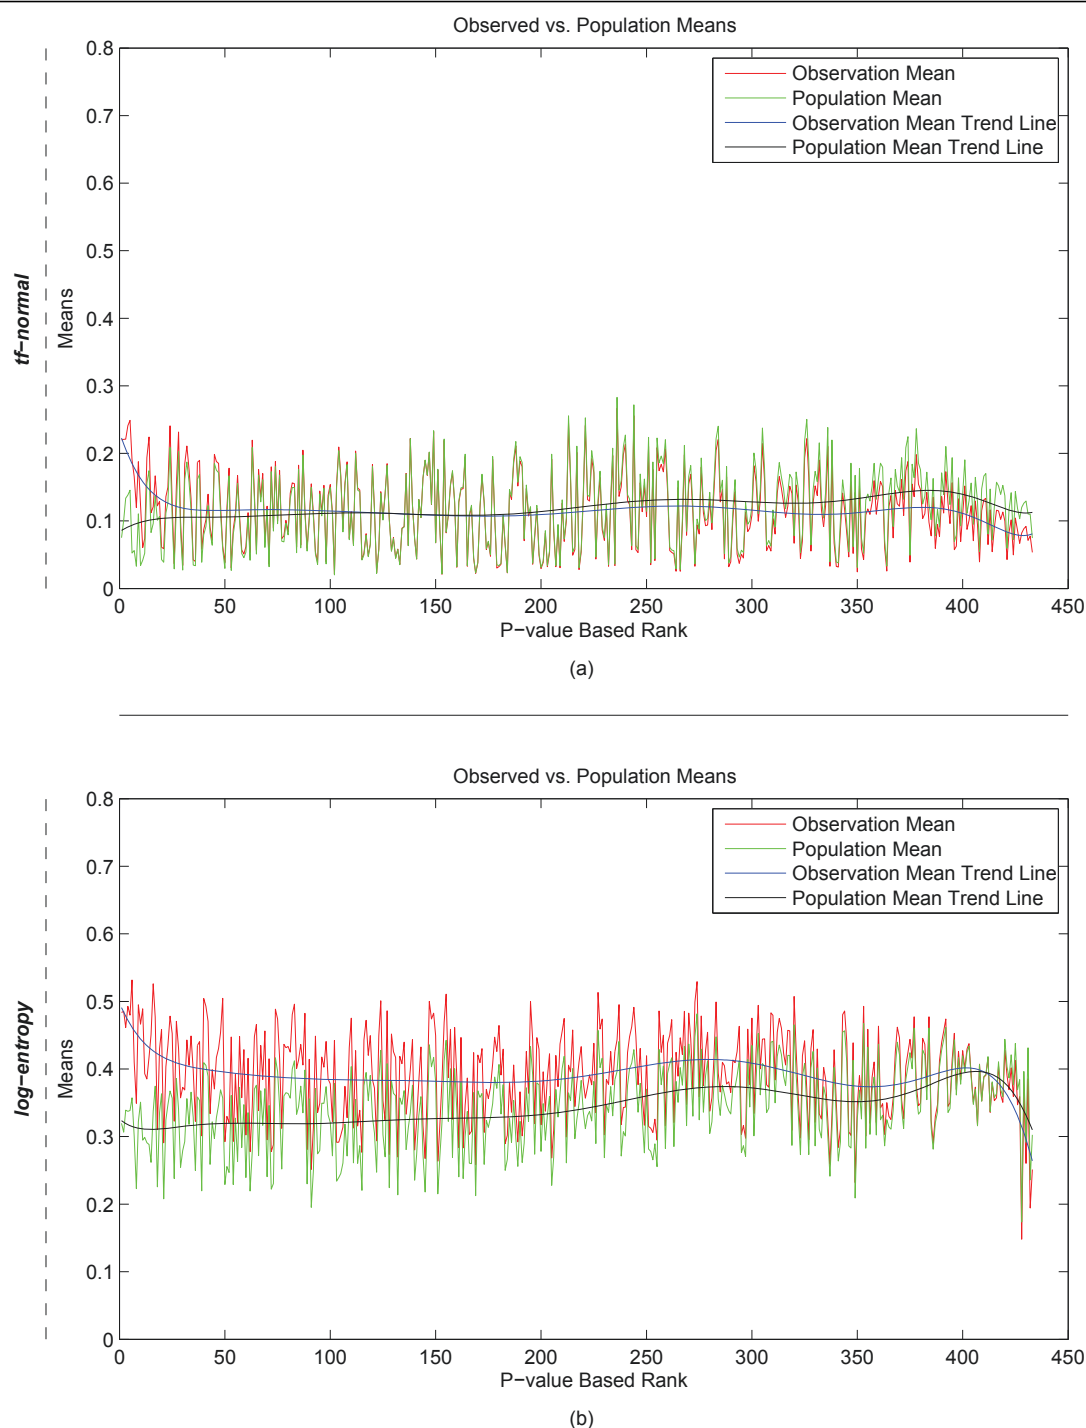 Observed vs. Population Means
0.8
0.7
0.6
0.5
0.4
0.3
0.2
0.1
0
Means
tf−normal
Observation Mean
Population Mean
Observation Mean Trend Line
Population Mean Trend Line
0 50 100 150 200 250 300 350 400 450
P−value Based Rank
(a)
Observed vs. Population Means
0.8
0.7
0.6
0.5
0.4
0.3
0.2
0.1
0
Means
log−entropy
Observation Mean
Population Mean
Observation Mean Trend Line
Population Mean Trend Line
0 50 100 150 200 250 300 350 400 450
P−value Based Rank
(b)